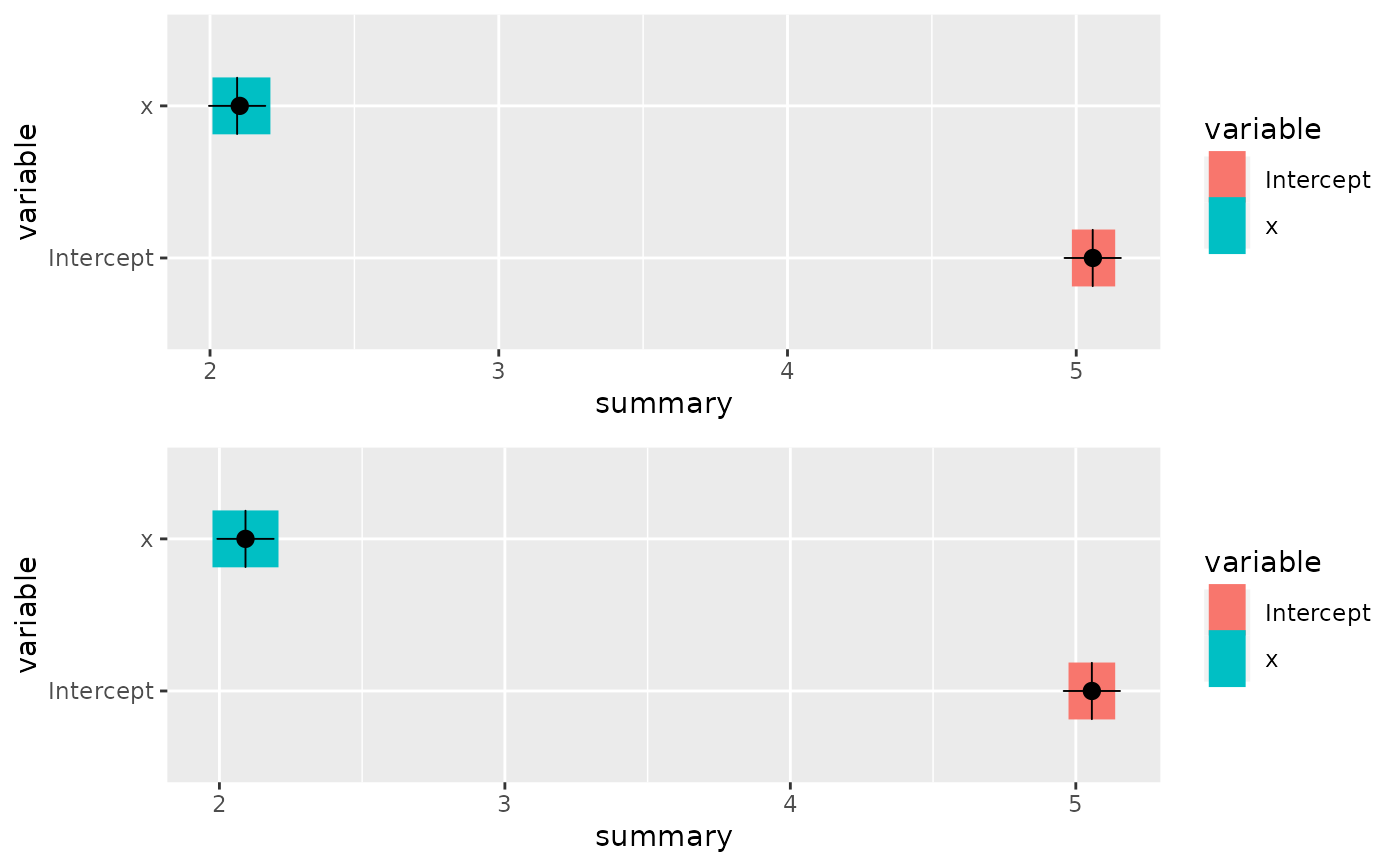 variable
x
Intercept
2 3 4 5
summary
variable
Intercept
x
variable
x
Intercept
2 3 4 5
summary
variable
Intercept
x